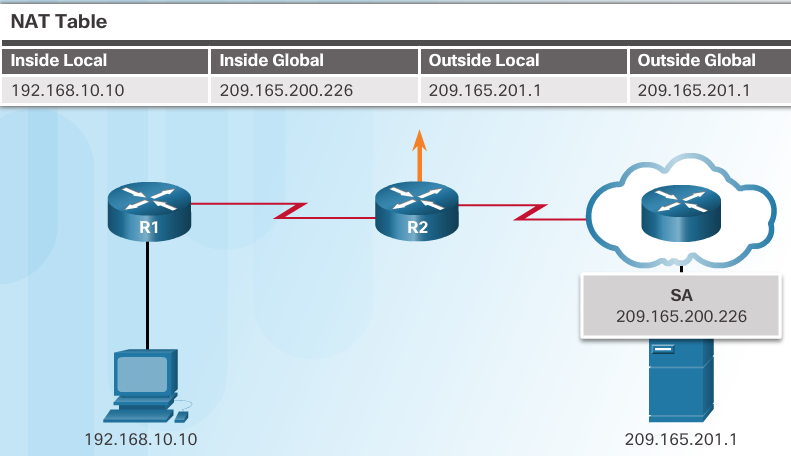 NAT Table
Inside Local Inside Global Outside Local Outside Global
192.168.10.10 209.165.200.226 209.165.201.1 209.165.201.1
R1 R2
SA
209.165.200.226
192.168.10.10 209.165.201.1